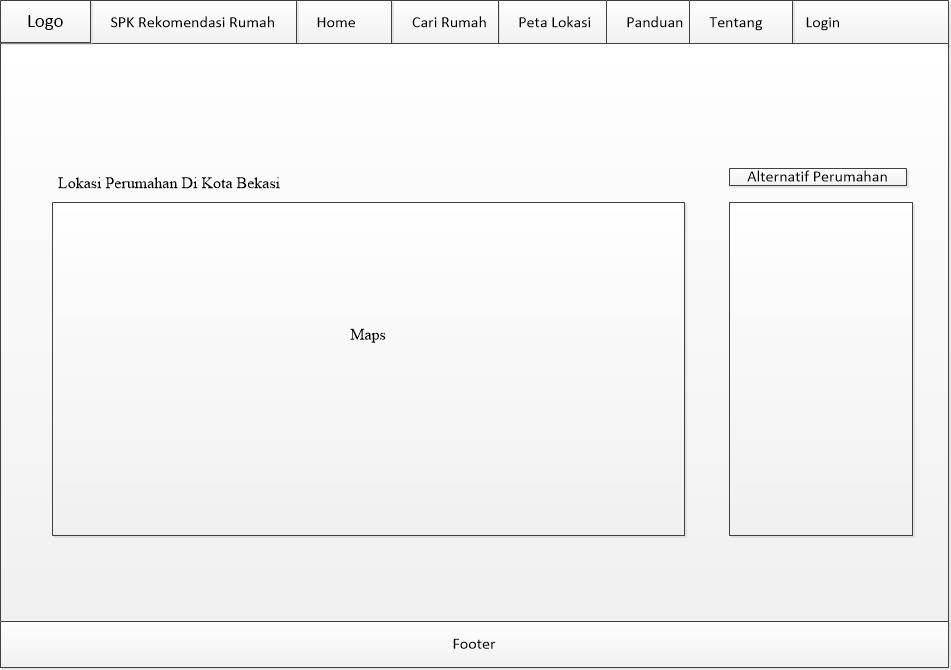 Logo
SPK Rekomendasi Rumah
Home
Cari Rumah
Peta Lokasi
Panduan
Tentang
Login
Lokasi Perumahan Di Kota Bekasi
Alternatif Perumahan
Maps
Footer